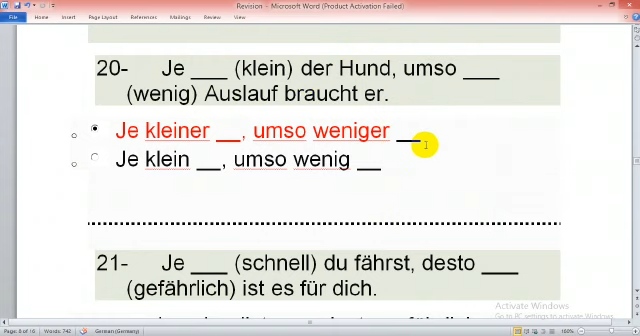 Revision - Microsoft Word (Product Activation Failed)
File Home Insert Page Layout References Mailings Review View
20- Je ___ (klein) der Hund, umso ___
(wenig) Auslauf braucht er.
Je kleiner __, umso weniger __
Je klein __, umso wenig __
21- Je ___ (schnell) du fährst, desto ___
(gefährlich) ist es für dich.
Activate Windows
Go to PC settings to activate Windows.
Page: 8 of 16 Words: 742 German (Germany) 160%